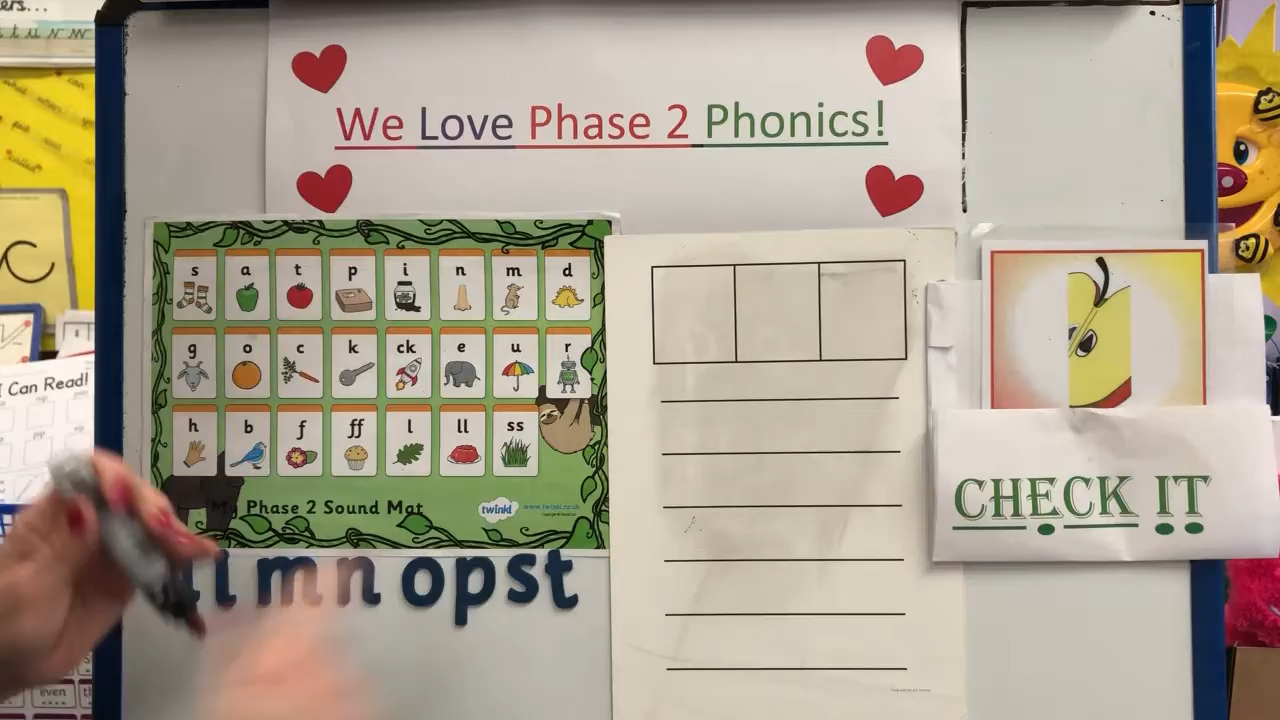 We Love Phase 2 Phonics!
s a t p i n m d
g o c k ck e u r
h b f ff l ll ss
Phase 2 Sound Mat
twinkl www.twinkl.co.uk
l m n o p s t
CHECK IT
I Can Read!
even